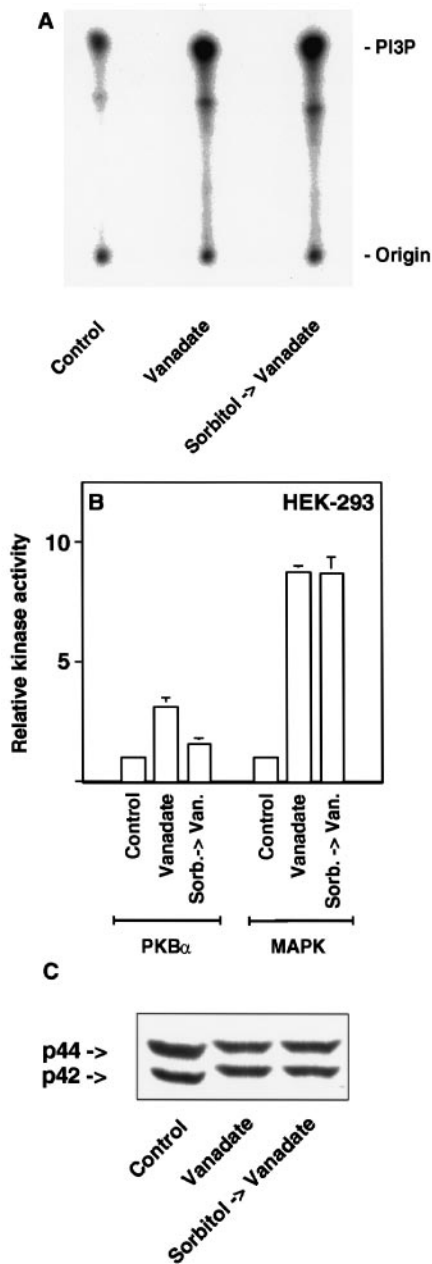 A
- PI3P
- Origin
Control
Vanadate
Sorbitol -> Vanadate
B
HEK-293
Relative kinase activity
10
5
Control
Vanadate
Sorb.-> Van.
Control
Vanadate
Sorb.-> Van.
PKBα
MAPK
C
p44 ->
p42 ->
Control
Vanadate
Sorbitol -> Vanadate